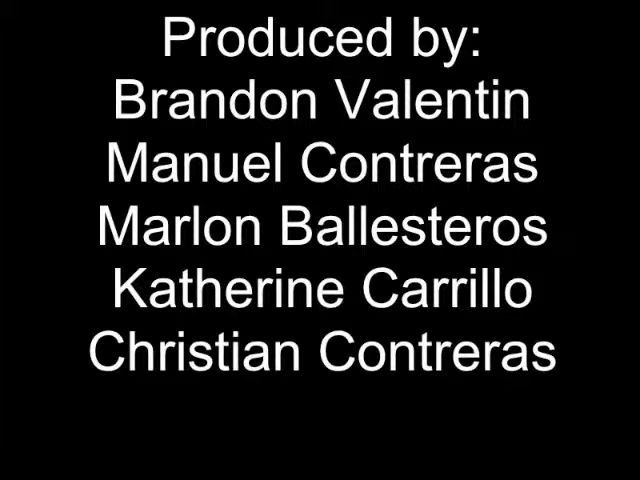 Produced by:
Brandon Valentin
Manuel Contreras
Marlon Ballesteros
Katherine Carrillo
Christian Contreras